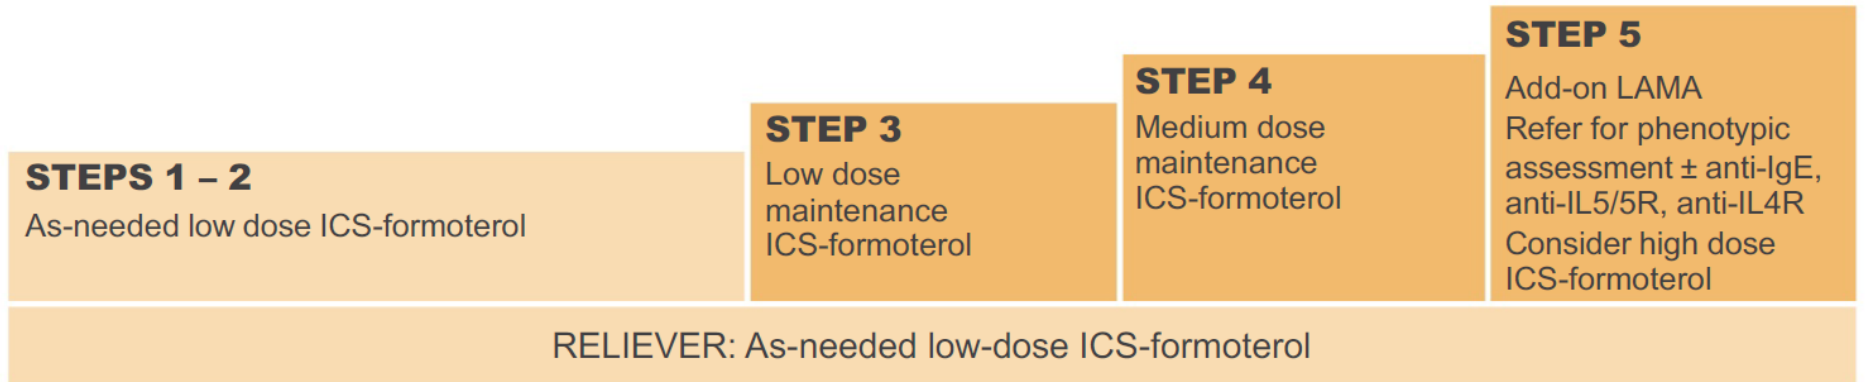 STEPS 1 – 2
As-needed low dose ICS-formoterol
STEP 3
Low dose
maintenance
ICS-formoterol
STEP 4
Medium dose
maintenance
ICS-formoterol
STEP 5
Add-on LAMA
Refer for phenotypic
assessment ± anti-IgE,
anti-IL5/5R, anti-IL4R
Consider high dose
ICS-formoterol
RELIEVER: As-needed low-dose ICS-formoterol